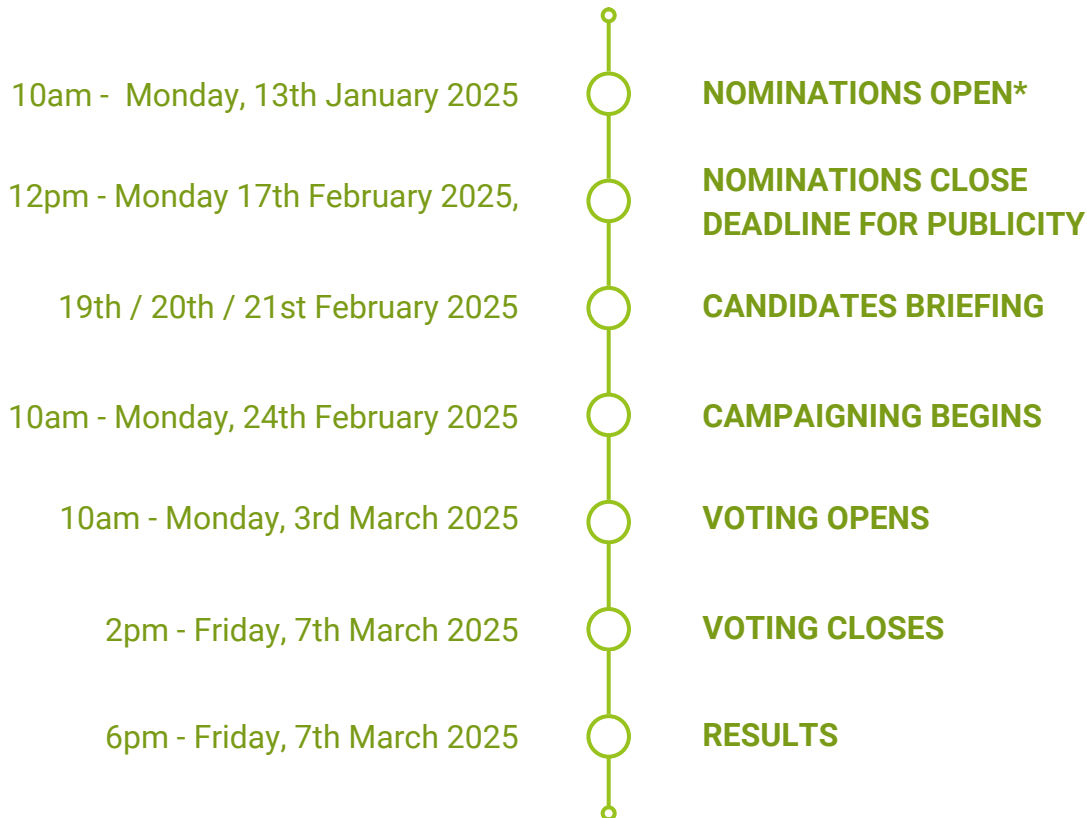 10am -  Monday, 13th January 2025
NOMINATIONS OPEN*
12pm - Monday 17th February 2025,
NOMINATIONS CLOSE
DEADLINE FOR PUBLICITY
19th / 20th / 21st February 2025
CANDIDATES BRIEFING
10am - Monday, 24th February 2025
CAMPAIGNING BEGINS
10am - Monday, 3rd March 2025
VOTING OPENS
2pm - Friday, 7th March 2025
VOTING CLOSES
6pm - Friday, 7th March 2025
RESULTS